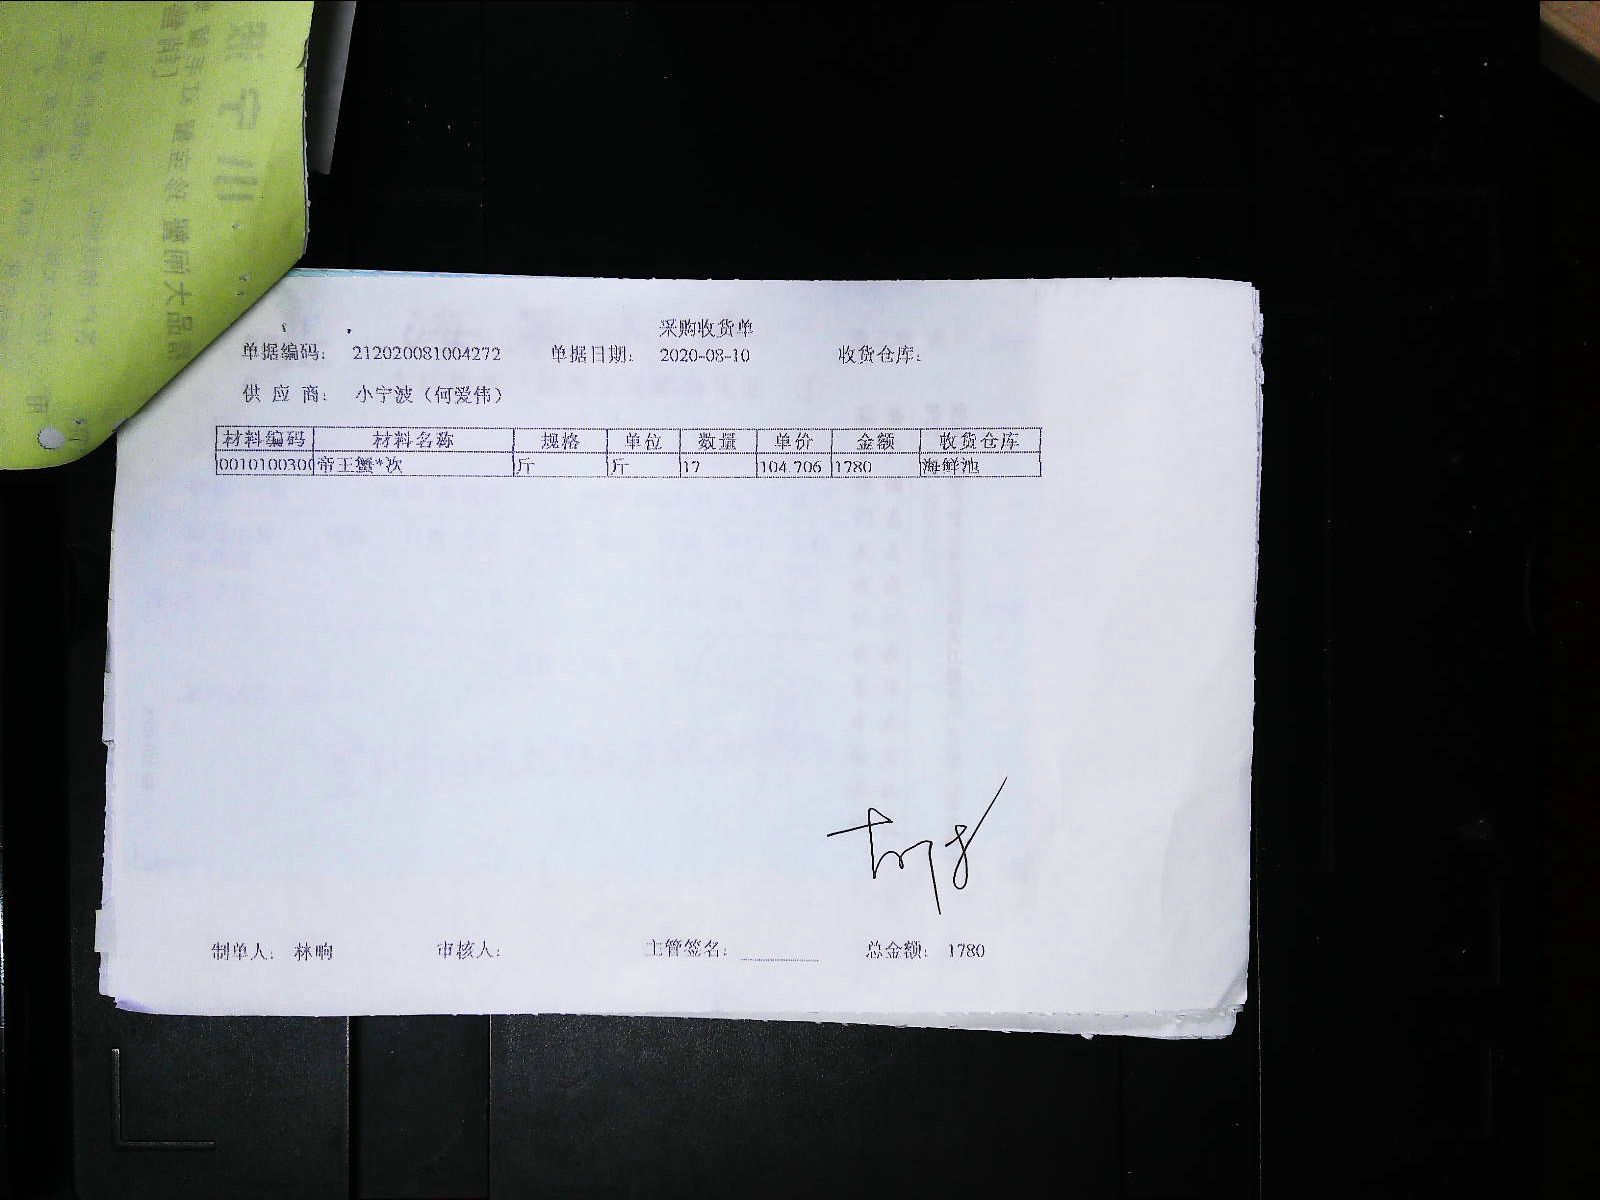 采购收货单
单据编码: 212020081004272 单据日期: 2020-08-10 收货仓库:
供应商: 小宁波（何爱伟）
材料编码 材料名称 规格 单位 数量 单价 金额 收货仓库
001010030 帝王蟹*次 斤 斤 17 104.706 1780 海鲜池
制单人: 林晌 审核人: 主管签名: 总金额: 1780